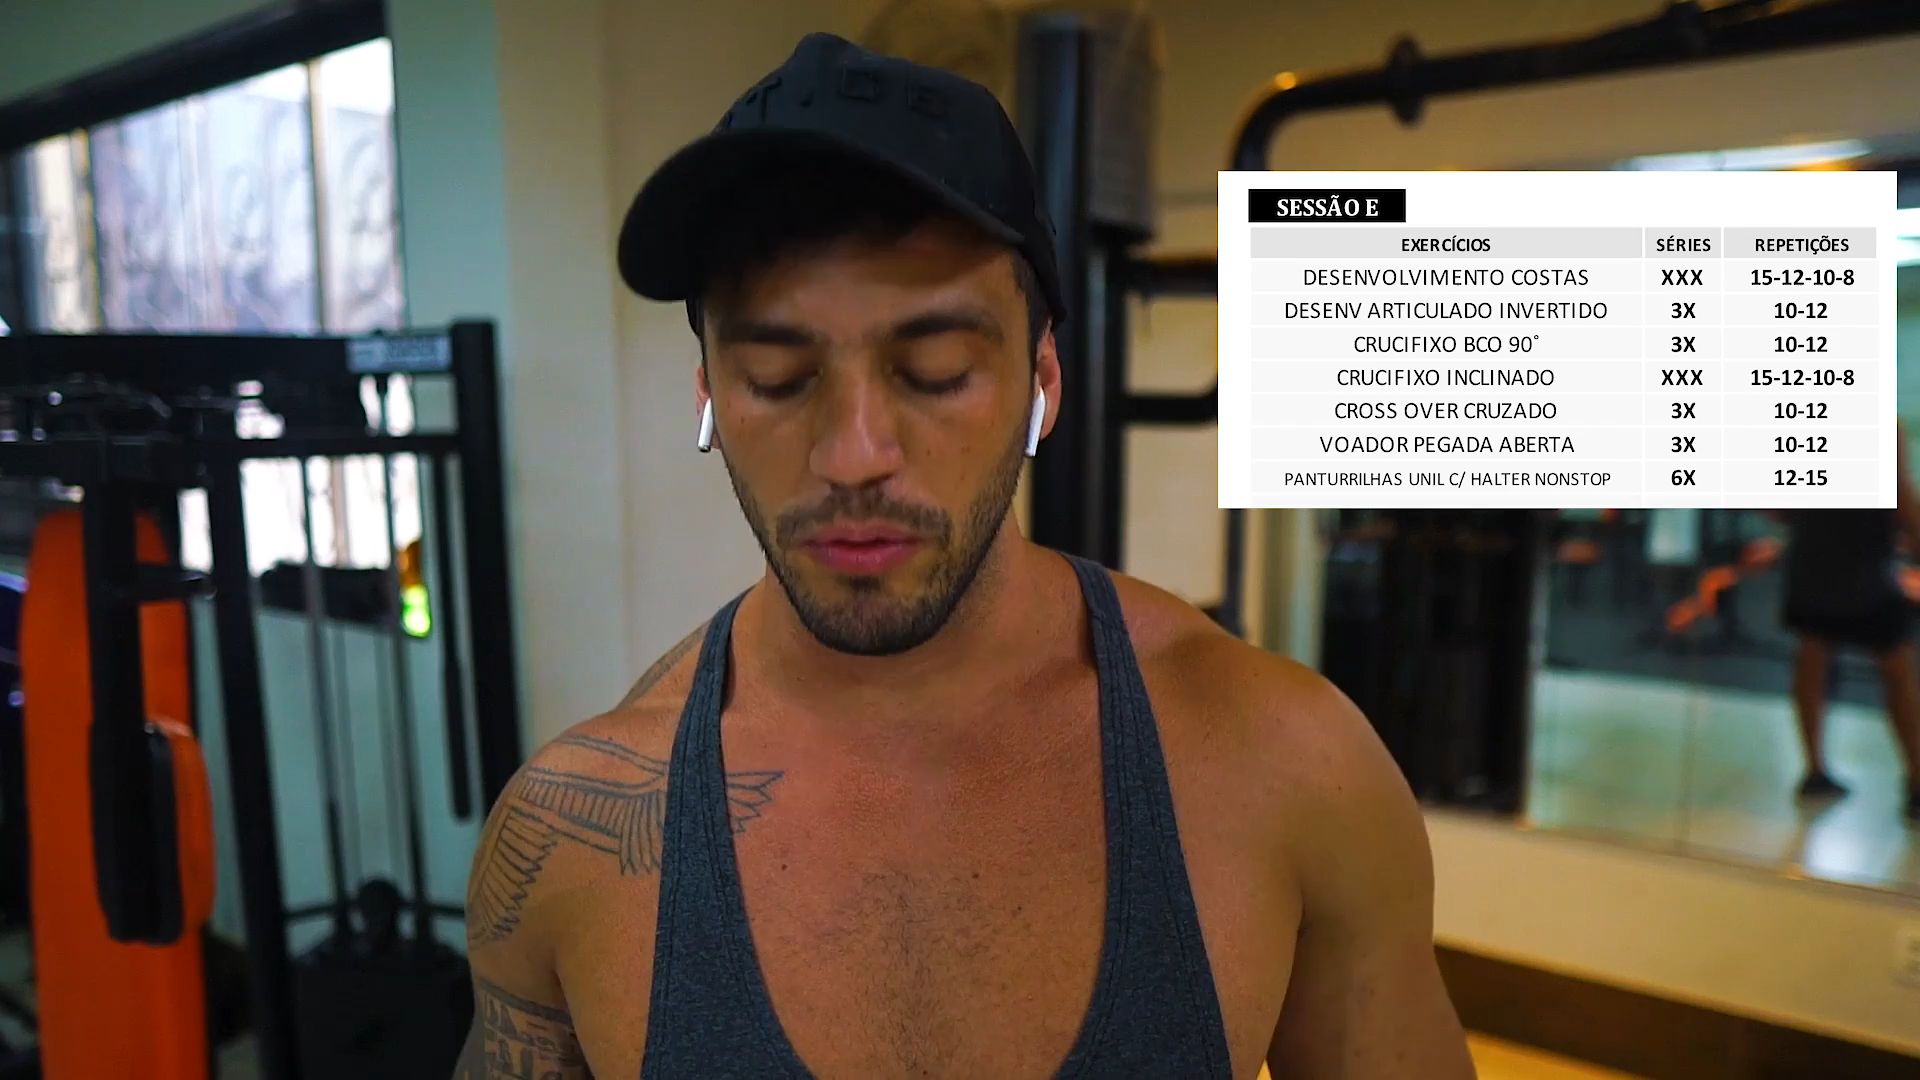 SESSÃO E
EXERCÍCIOS SÉRIES REPETIÇÕES
DESENVOLVIMENTO COSTAS XXX 15-12-10-8
DESENV ARTICULADO INVERTIDO 3X 10-12
CRUCIFIXO BCO 90° 3X 10-12
CRUCIFIXO INCLINADO XXX 15-12-10-8
CROSS OVER CRUZADO 3X 10-12
VOADOR PEGADA ABERTA 3X 10-12
PANTURRILHAS UNIL C/ HALTER NONSTOP 6X 12-15